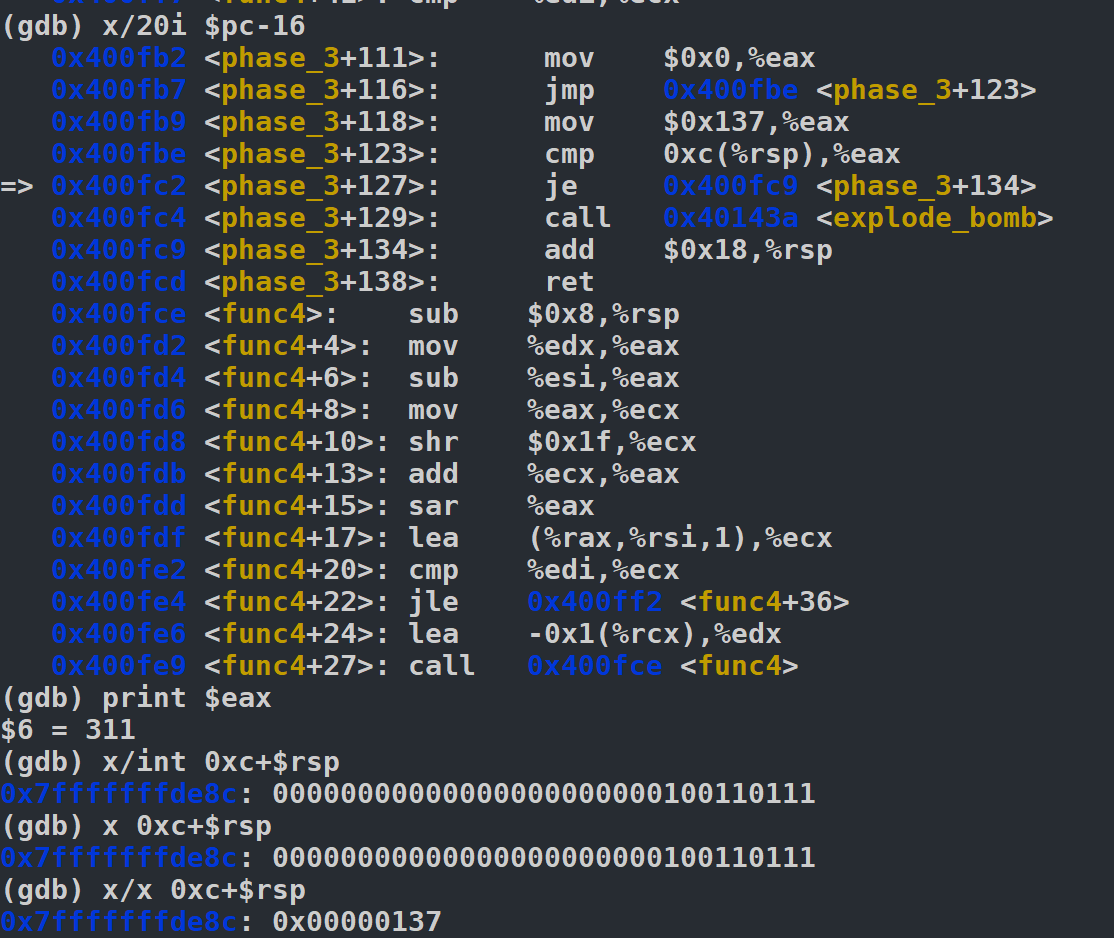 (gdb) x/20i $pc-16
   0x400fb2 <phase_3+111>:      mov    $0x0,%eax
   0x400fb7 <phase_3+116>:      jmp    0x400fbe <phase_3+123>
   0x400fb9 <phase_3+118>:      mov    $0x137,%eax
   0x400fbe <phase_3+123>:      cmp    0xc(%rsp),%eax
=> 0x400fc2 <phase_3+127>:      je     0x400fc9 <phase_3+134>
   0x400fc4 <phase_3+129>:      call   0x40143a <explode_bomb>
   0x400fc9 <phase_3+134>:      add    $0x18,%rsp
   0x400fcd <phase_3+138>:      ret
   0x400fce <func4>:    sub    $0x8,%rsp
   0x400fd2 <func4+4>:  mov    %edx,%eax
   0x400fd4 <func4+6>:  sub    %esi,%eax
   0x400fd6 <func4+8>:  mov    %eax,%ecx
   0x400fd8 <func4+10>: shr    $0x1f,%ecx
   0x400fdb <func4+13>: add    %ecx,%eax
   0x400fdd <func4+15>: sar    %eax
   0x400fdf <func4+17>: lea    (%rax,%rsi,1),%ecx
   0x400fe2 <func4+20>: cmp    %edi,%ecx
   0x400fe4 <func4+22>: jle    0x400ff2 <func4+36>
   0x400fe6 <func4+24>: lea    -0x1(%rcx),%edx
   0x400fe9 <func4+27>: call   0x400fce <func4>
(gdb) print $eax
$6 = 311
(gdb) x/int 0xc+$rsp
0x7fffffffde8c: 00000000000000000000000100110111
(gdb) x 0xc+$rsp
0x7fffffffde8c: 00000000000000000000000100110111
(gdb) x/x 0xc+$rsp
0x7fffffffde8c: 0x00000137